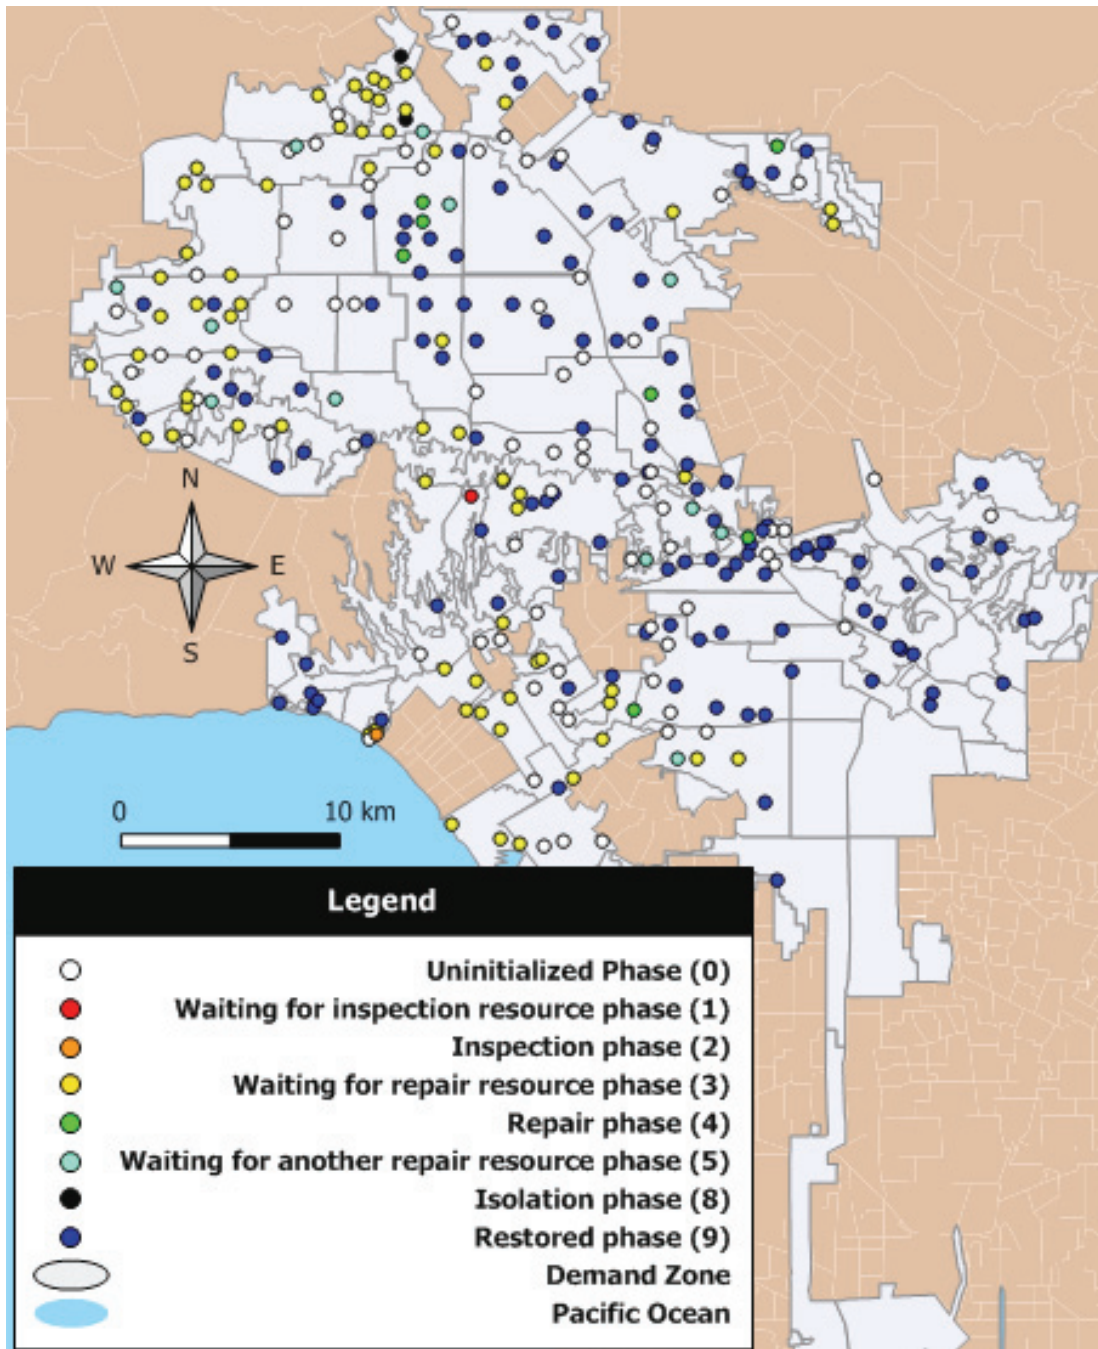 N
W E
S
0 10 km
Legend
Uninitialized Phase (0)
Waiting for inspection resource phase (1)
Inspection phase (2)
Waiting for repair resource phase (3)
Repair phase (4)
Waiting for another repair resource phase (5)
Isolation phase (8)
Restored phase (9)
Demand Zone
Pacific Ocean